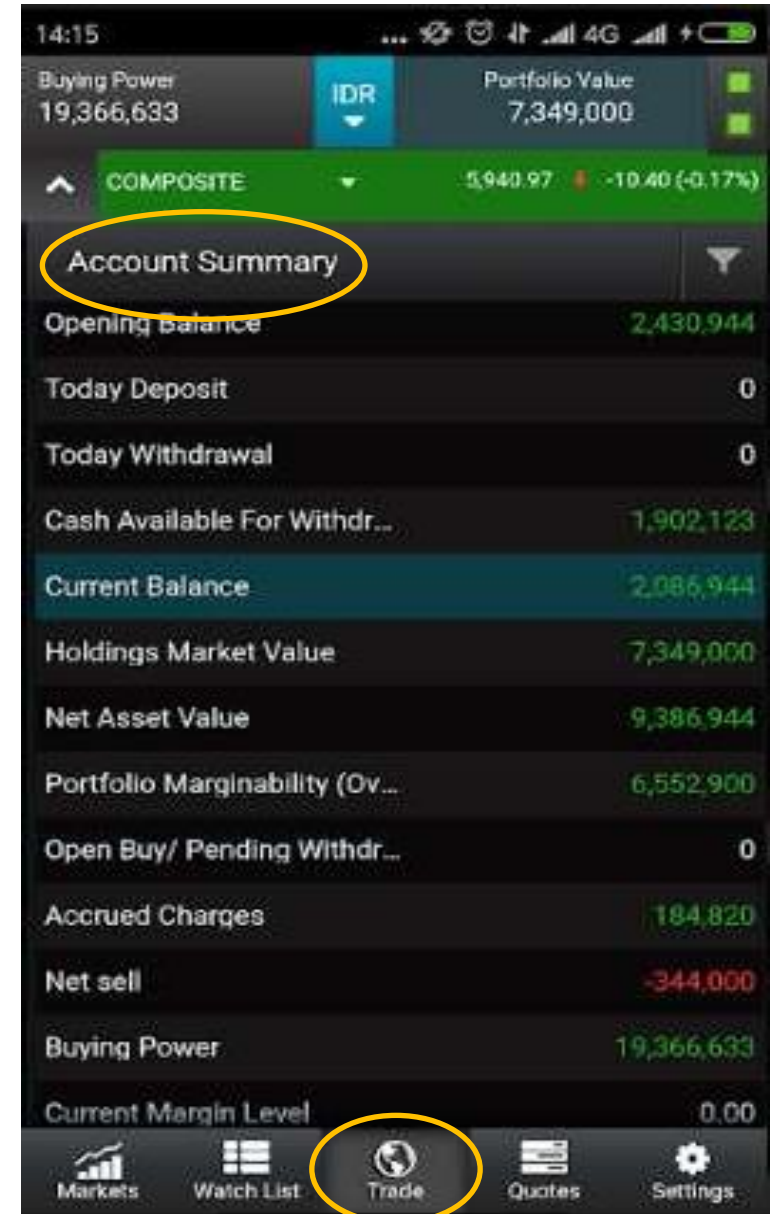 14:15 ... 4G
Buying Power
19,366,633
IDR
Portfolio Value
7,349,000
COMPOSITE 5,940.97 -10.40 (-0.17%)
Account Summary
Opening Balance 2,430,944
Today Deposit 0
Today Withdrawal 0
Cash Available For Withdr... 1,902,123
Current Balance 2,086,944
Holdings Market Value 7,349,000
Net Asset Value 9,386,944
Portfolio Marginability (Ov... 6,552,900
Open Buy/ Pending Withdr... 0
Accrued Charges 184,820
Net sell -344,000
Buying Power 19,366,633
Current Margin Level 0.00
Markets Watch List Trade Quotes Settings